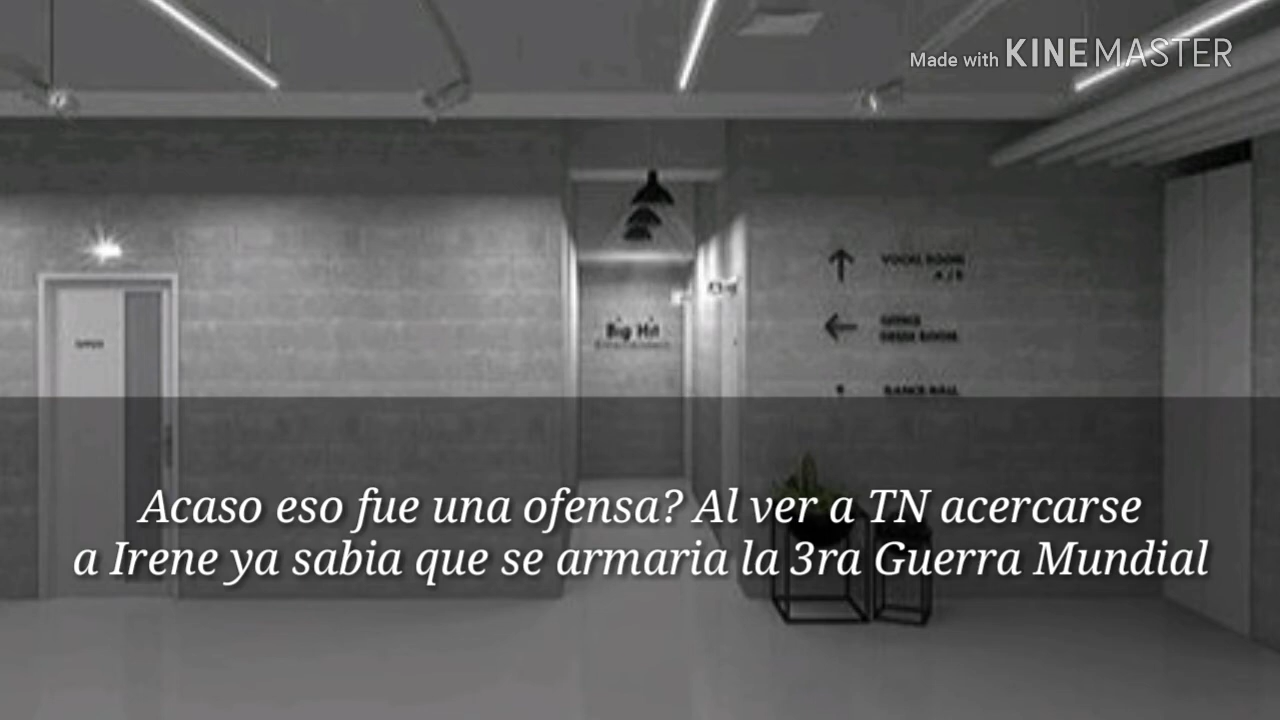 Made with KINEMASTER
Big Hit
Acaso eso fue una ofensa? Al ver a TN acercarse
a Irene ya sabia que se armaria la 3ra Guerra Mundial